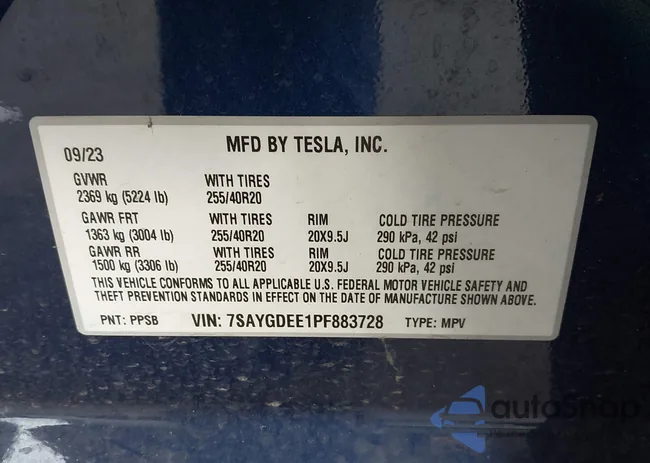 MFD BY TESLA, INC.
09/23
GVWR WITH TIRES
2369 kg (5224 lb) 255/40R20
GAWR FRT WITH TIRES RIM COLD TIRE PRESSURE
1363 kg (3004 lb) 255/40R20 20X9.5J 290 kPa, 42 psi
GAWR RR WITH TIRES RIM COLD TIRE PRESSURE
1500 kg (3306 lb) 255/40R20 20X9.5J 290 kPa, 42 psi
THIS VEHICLE CONFORMS TO ALL APPLICABLE U.S. FEDERAL MOTOR VEHICLE SAFETY AND
THEFT PREVENTION STANDARDS IN EFFECT ON THE DATE OF MANUFACTURE SHOWN ABOVE.
PNT: PPSB VIN: 7SAYGDEE1PF883728 TYPE: MPV
autoSnap